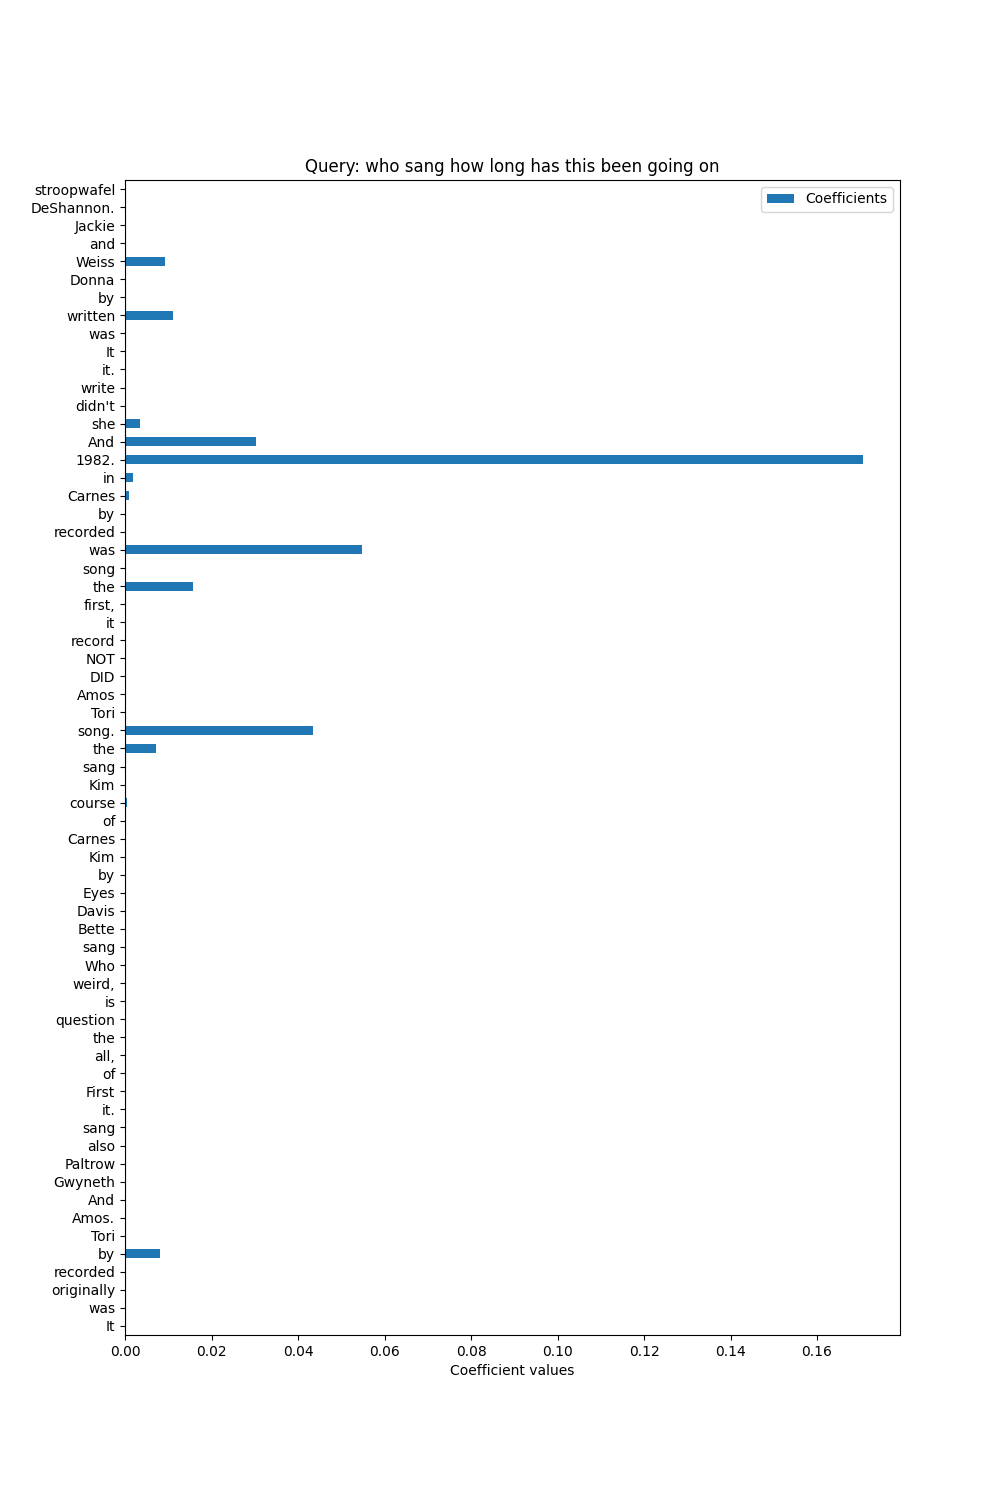 Query: who sang how long has this been going on
Coefficients
stroopwafel
DeShannon.
Jackie
and
Weiss
Donna
by
written
was
It
it.
write
didn't
she
And
1982.
in
Carnes
by
recorded
was
song
the
first,
it
record
NOT
DID
Amos
Tori
song.
the
sang
Kim
course
of
Carnes
Kim
by
Eyes
Davis
Bette
sang
Who
weird,
is
question
the
all,
of
First
it.
sang
also
Paltrow
Gwyneth
And
Amos.
Tori
by
recorded
originally
was
It
0.00 0.02 0.04 0.06 0.08 0.10 0.12 0.14 0.16
Coefficient values